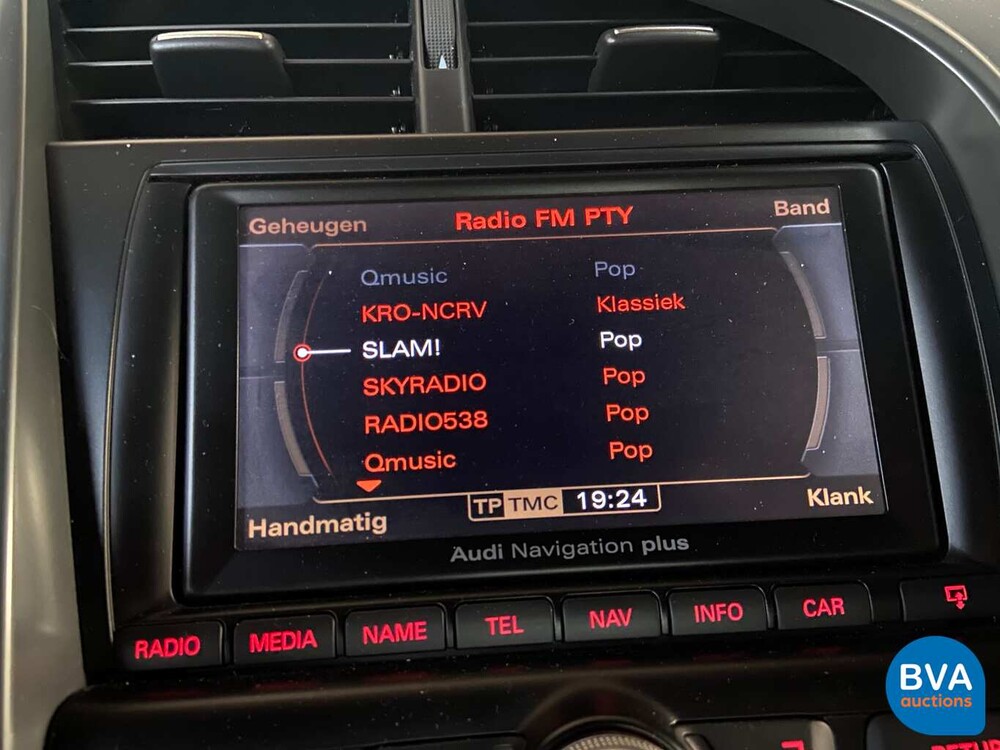 Geheugen Radio FM PTY Band
Qmusic Pop
KRO-NCRV Klassiek
SLAM! Pop
SKYRADIO Pop
RADIO538 Pop
Qmusic Pop
Handmatig TP TMC 19:24 Klank
Audi Navigation plus
RADIO MEDIA NAME TEL NAV INFO CAR
BVA
auctions